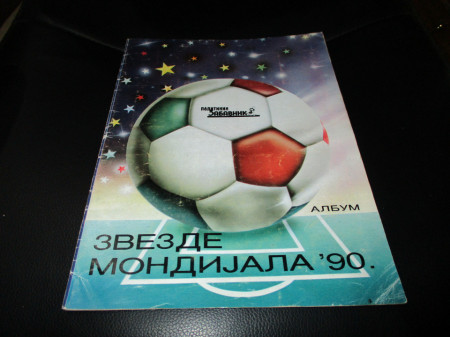 ПОЛИТИКИН
ЗАБАВНИК
АЛБУМ
ЗВЕЗДЕ
МОНДИЈАЛА '90.